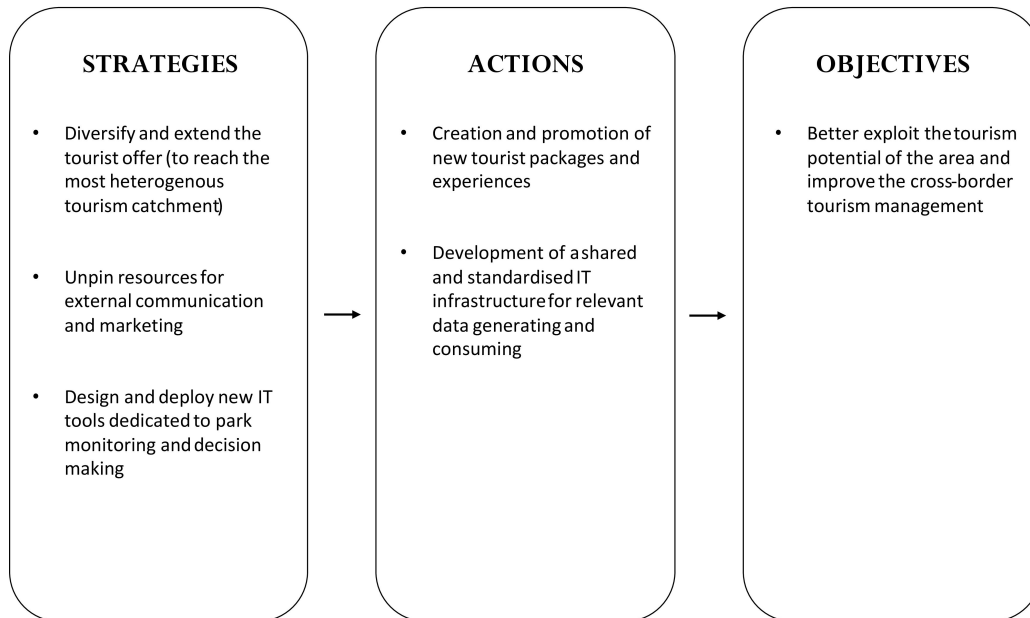 STRATEGIES
• Diversify and extend the
tourist offer (to reach the
most heterogenous
tourism catchment)
• Unpin resources for
external communication
and marketing
• Design and deploy new IT
tools dedicated to park
monitoring and decision
making
ACTIONS
• Creation and promotion of
new tourist packages and
experiences
• Development of a shared
and standardised IT
infrastructure for relevant
data generating and
consuming
OBJECTIVES
• Better exploit the tourism
potential of the area and
improve the cross-border
tourism management